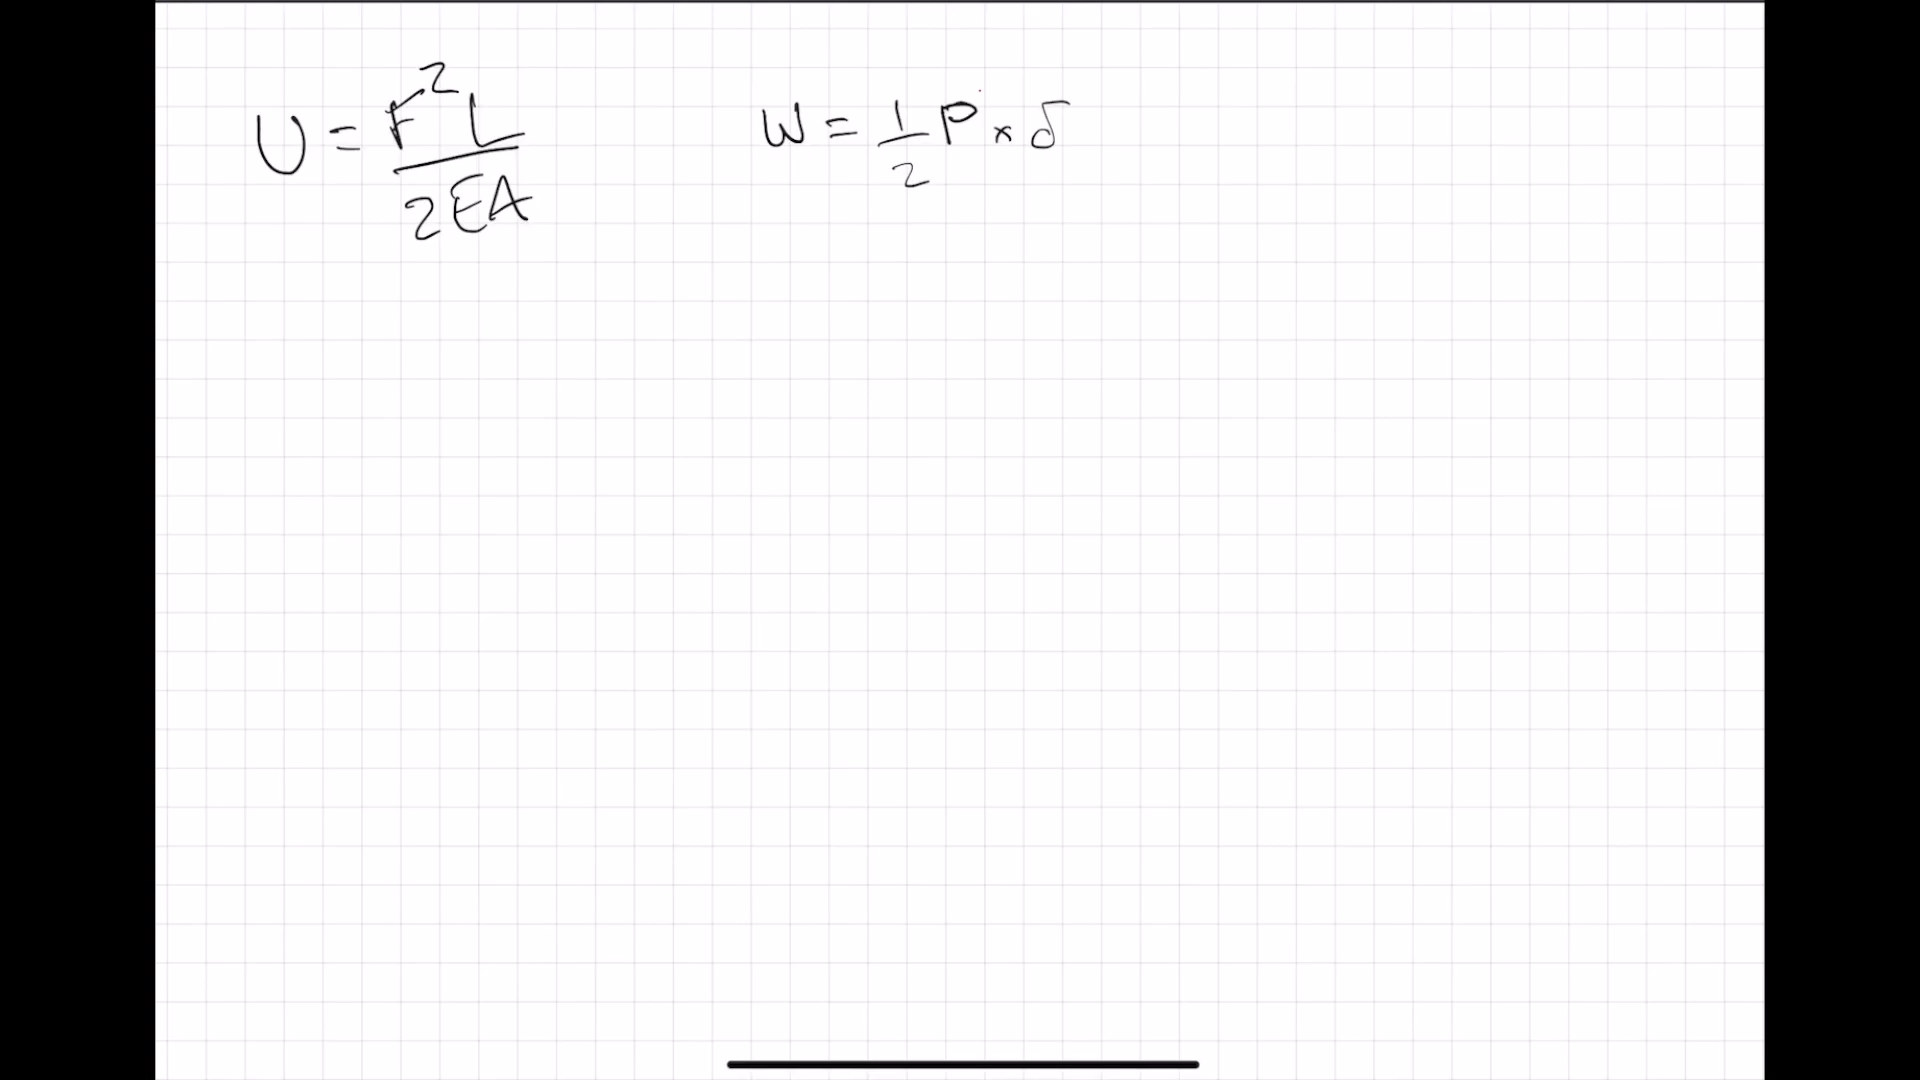 U = F²L / 2EA
W = 1/2 P × δ